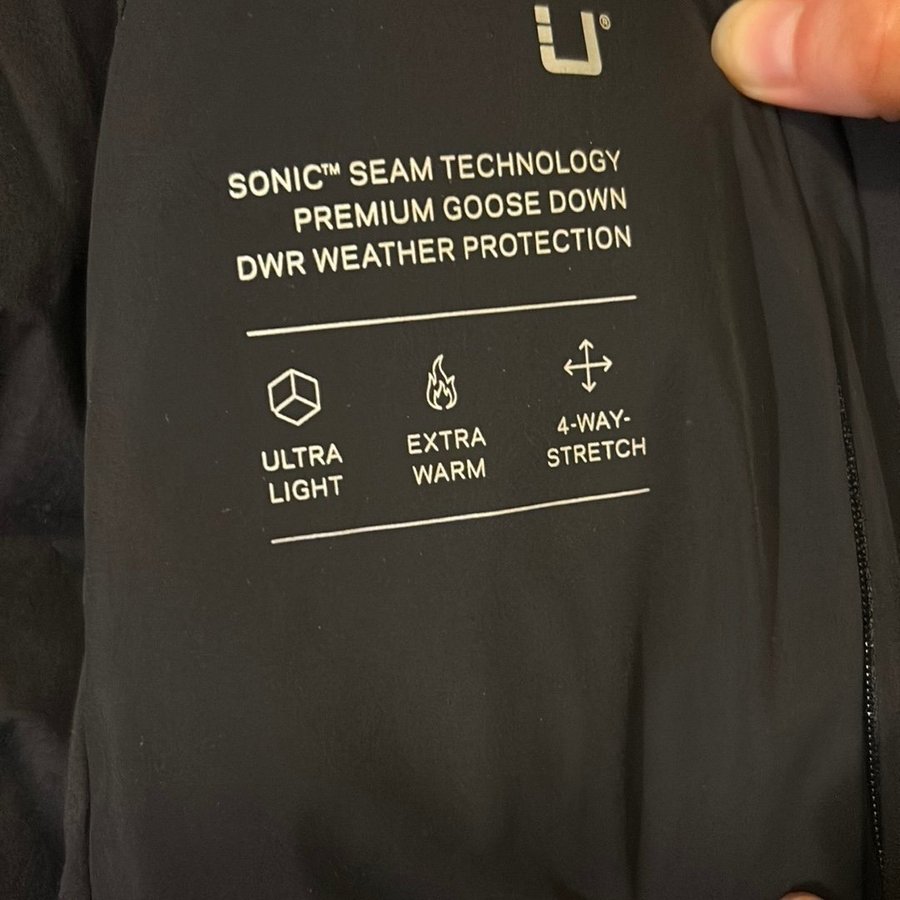 U®
SONIC™ SEAM TECHNOLOGY
PREMIUM GOOSE DOWN
DWR WEATHER PROTECTION
ULTRA
LIGHT
EXTRA
WARM
4-WAY-
STRETCH